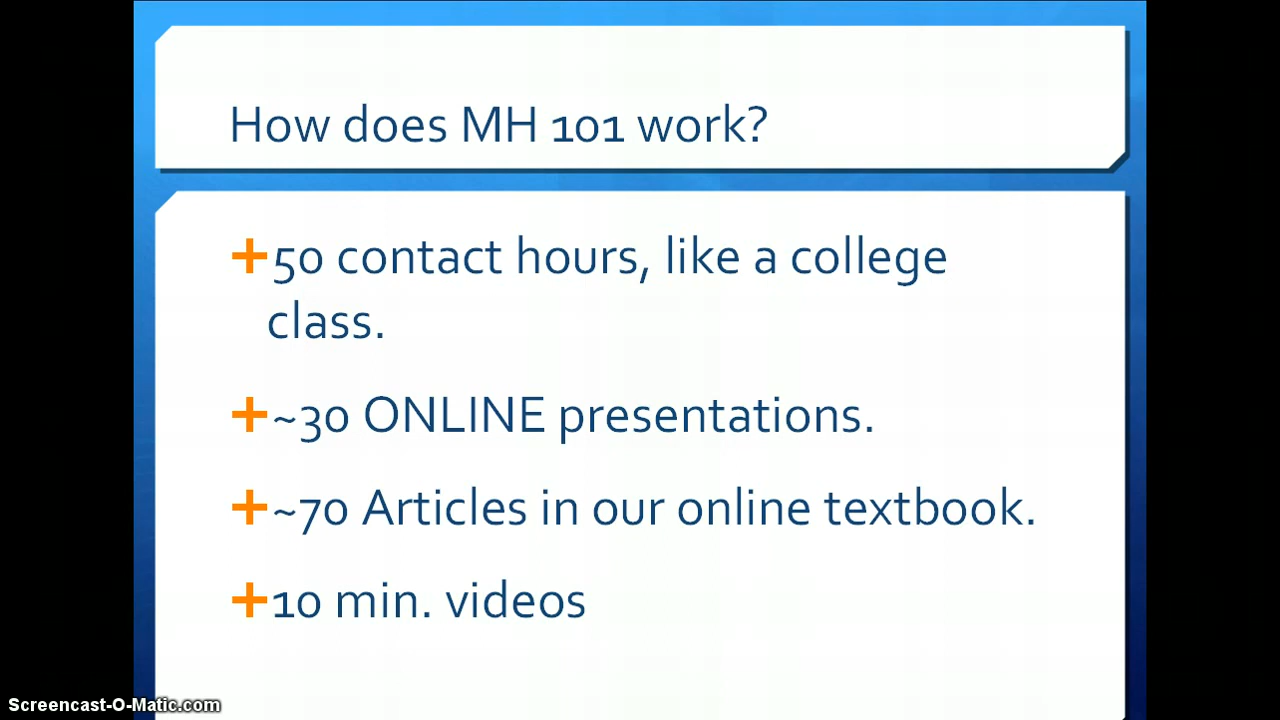 How does MH 101 work?
+50 contact hours, like a college
class.
+~30 ONLINE presentations.
+~70 Articles in our online textbook.
+10 min. videos
Screencast-O-Matic.com